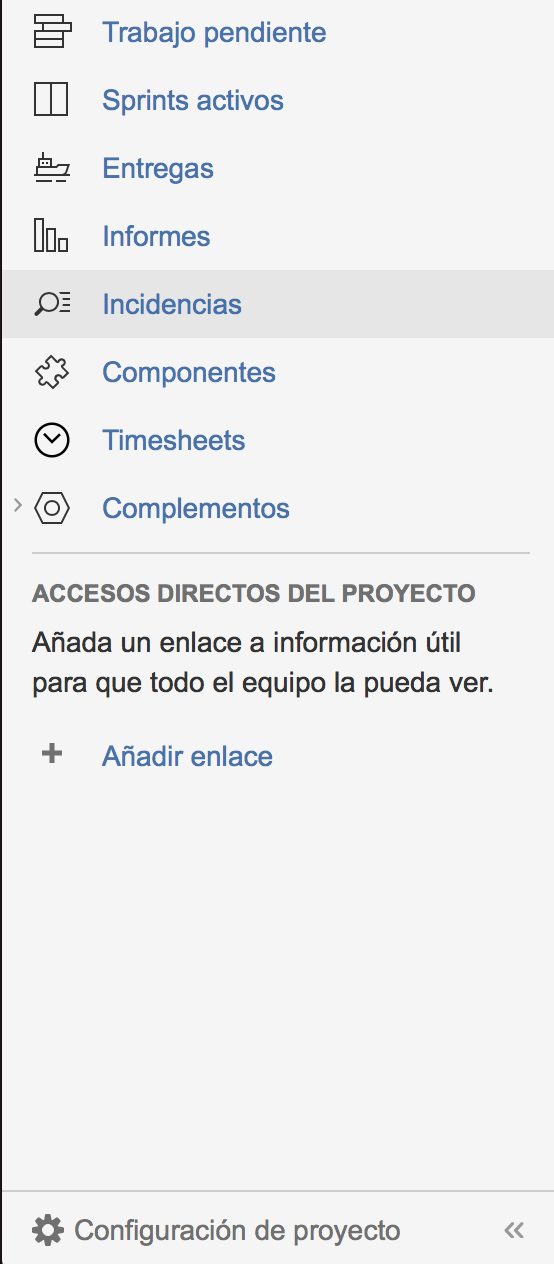 Trabajo pendiente
Sprints activos
Entregas
Informes
Incidencias
Componentes
Timesheets
Complementos
ACCESOS DIRECTOS DEL PROYECTO
Añada un enlace a información útil
para que todo el equipo la pueda ver.
Añadir enlace
Configuración de proyecto